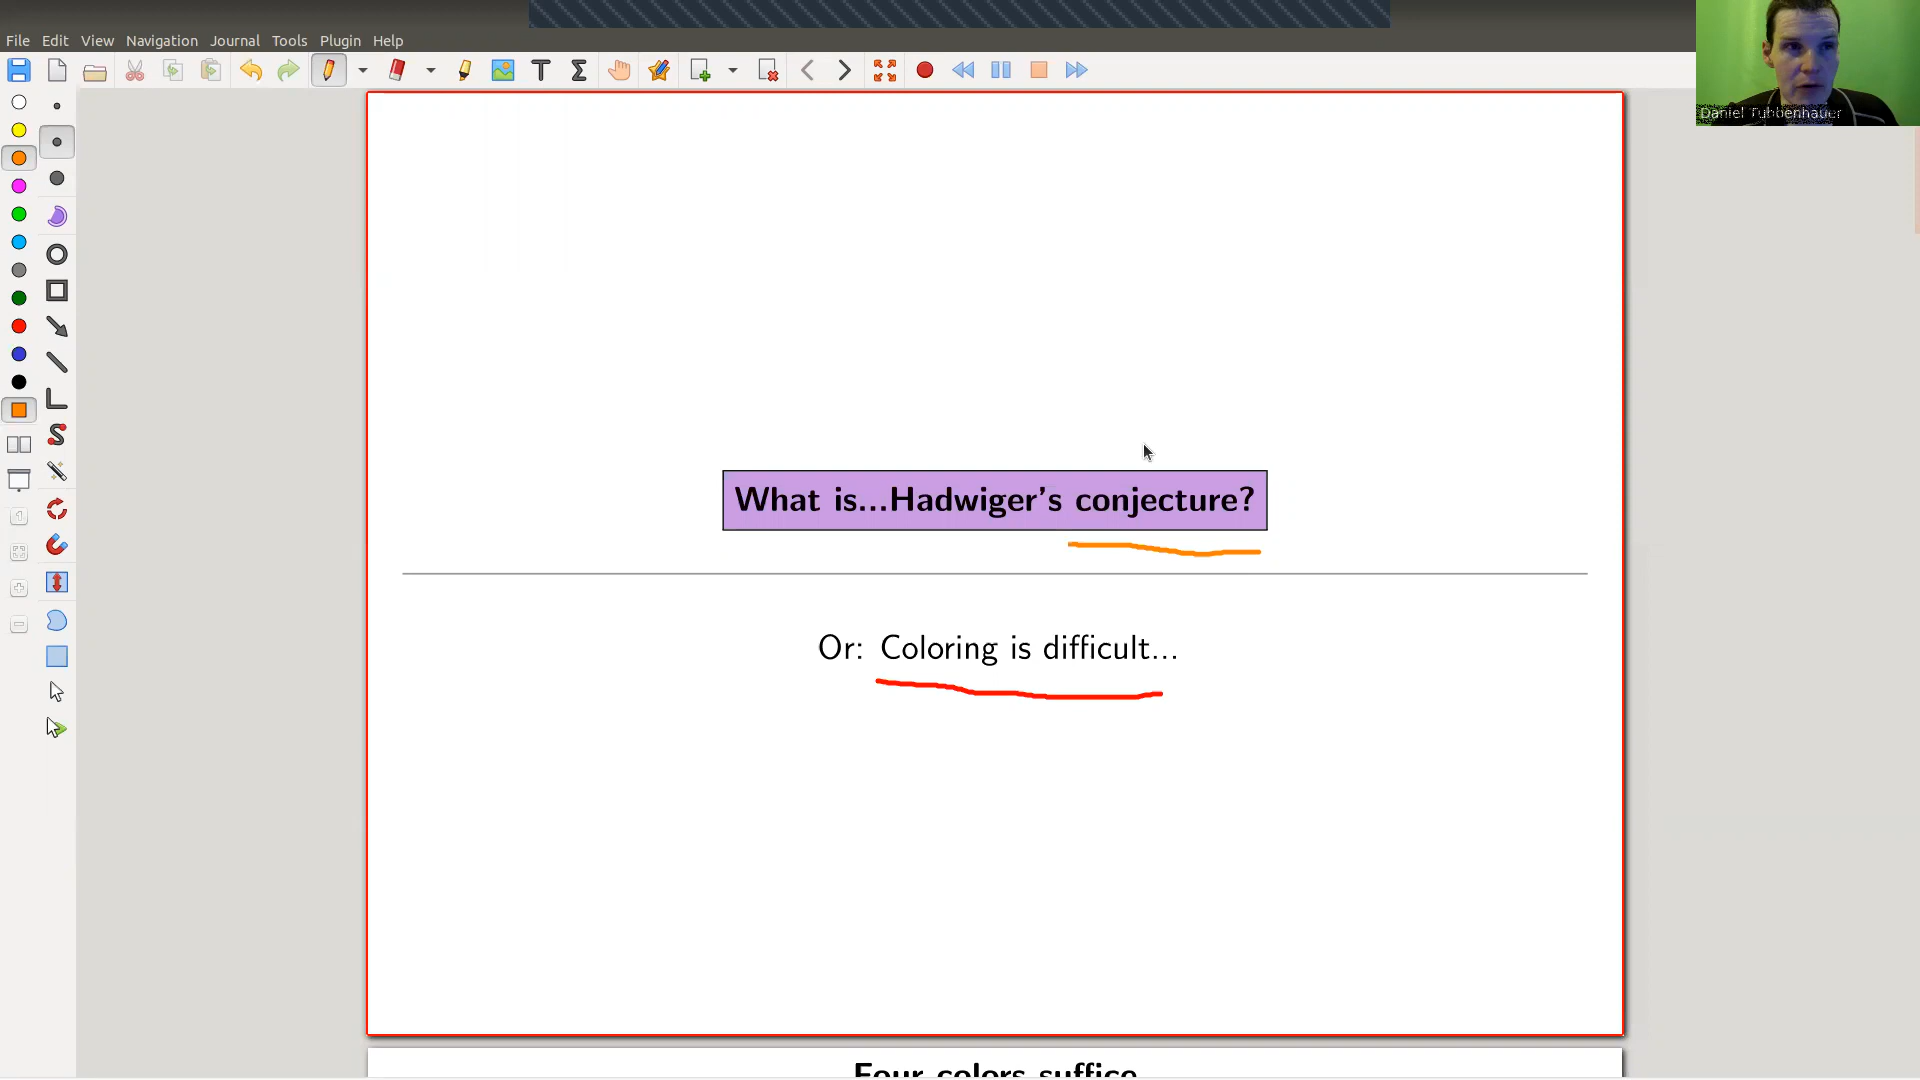 File Edit View Navigation Journal Tools Plugin Help
Daniel Tubbenhauer
What is...Hadwiger's conjecture?
Or: Coloring is difficult...
Four colors suffice